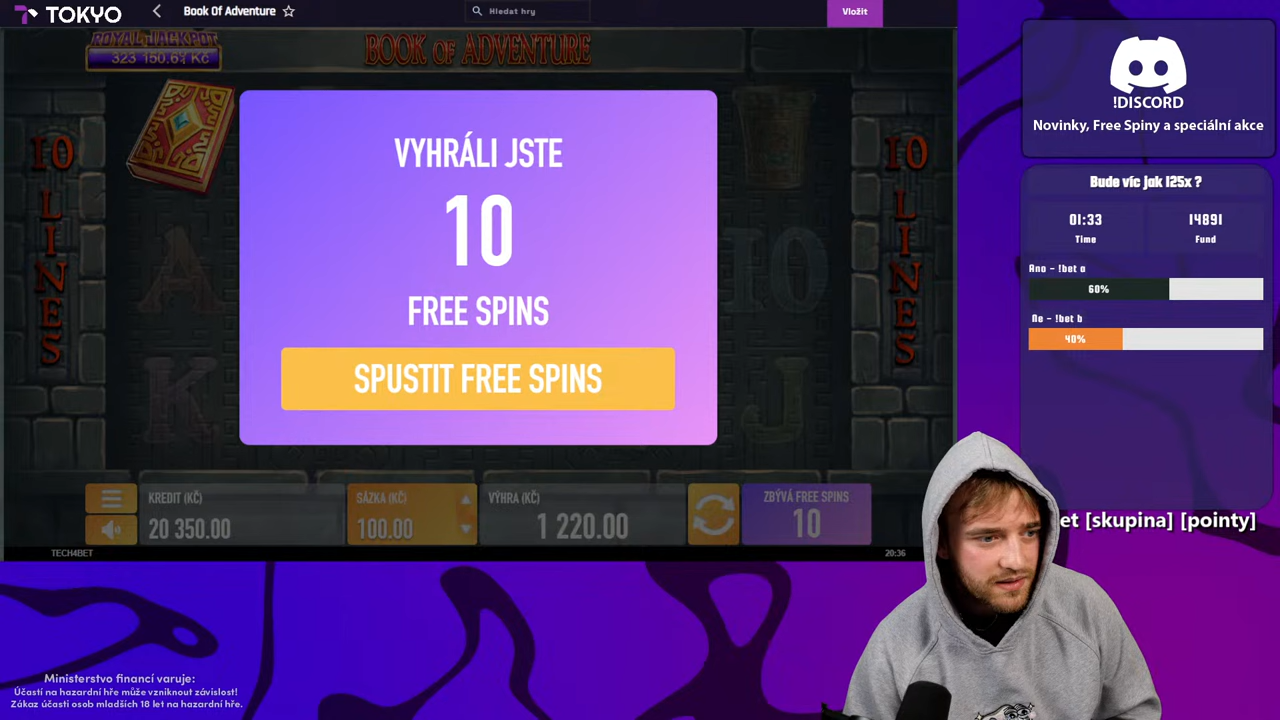 TOKYO
Book Of Adventure
Hledat hry
Vložit
ROYAL JACKPOT
BOOK OF ADVENTURE
10
LINES
10
LINES
A
K
10
J
VYHRÁLI JSTE
10
FREE SPINS
SPUSTIT FREE SPINS
KREDIT (KČ)
20 350.00
SÁZKA (KČ)
100.00
VÝHRA (KČ)
1 220.00
ZBÝVÁ FREE SPINS
10
TECH4BET
20:36
!DISCORD
Novinky, Free Spiny a speciální akce
Bude víc jak 125x ?
01:33
Time
14891
Fund
Ano - !bet a
60%
Ne - !bet b
40%
et [skupina] [pointy]
Ministerstvo financí varuje:
Účastí na hazardní hře může vzniknout závislost!
Zákaz účasti osob mladších 18 let na hazardní hře.